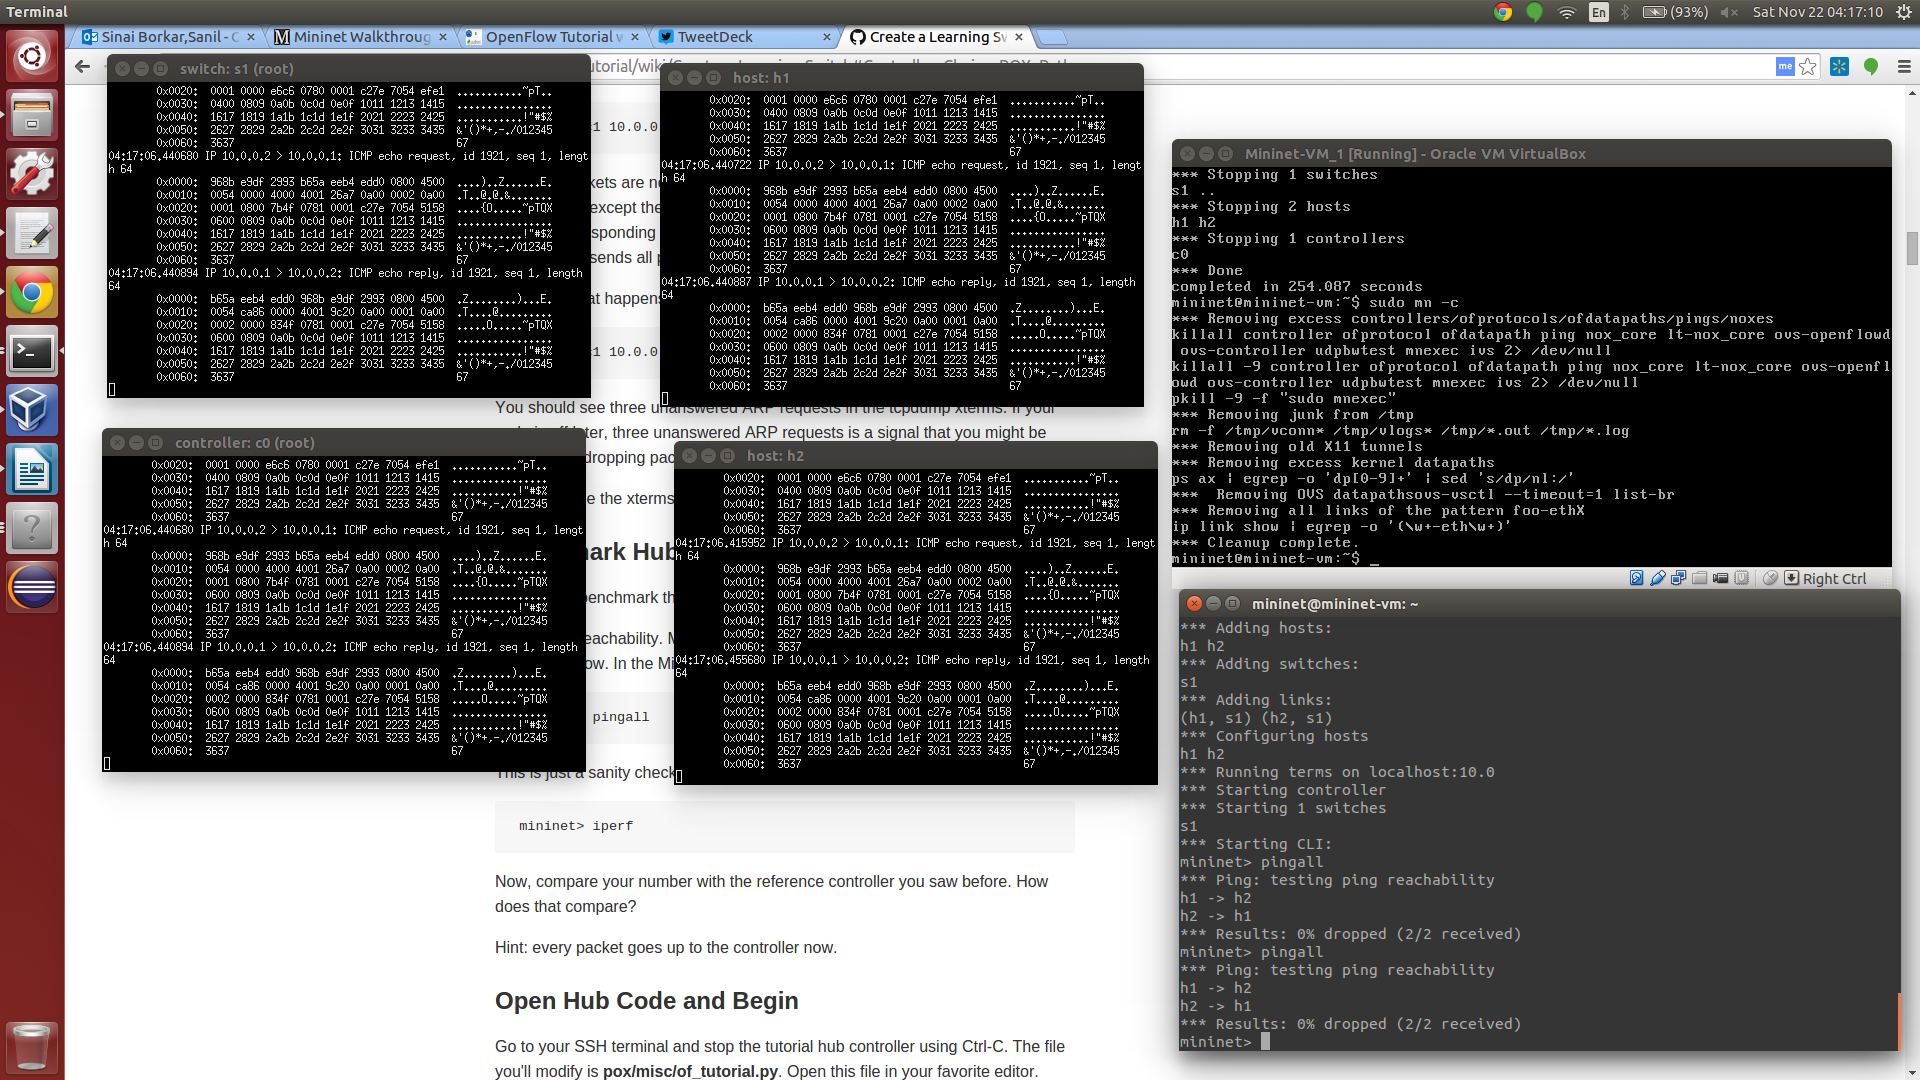 Terminal
En
(93%)
Sat Nov 22 04:17:10
Sinai Borkar,Sanil - C
Mininet Walkthroug
OpenFlow Tutorial w
TweetDeck
Create a Learning Sw
me
switch: s1 (root)
0x0020: 0001 0000 e6c6 0780 0001 c27e 7054 efe1 ...........~pT..
0x0030: 0400 0809 0a0b 0c0d 0e0f 1011 1213 1415 ................
0x0040: 1617 1819 1a1b 1c1d 1e1f 2021 2223 2425 ...........!"#$%
0x0050: 2627 2829 2a2b 2c2d 2e2f 3031 3233 3435 &'()*+,-./012345
0x0060: 3637 67
04:17:06.440680 IP 10.0.0.2 > 10.0.0.1: ICMP echo request, id 1921, seq 1, lengt
h 64
0x0000: 968b e9df 2993 b65a eeb4 edd0 0800 4500 ....)..Z......E.
0x0010: 0054 0000 4000 4001 26a7 0a00 0002 0a00 .T..@.@.&.......
0x0020: 0001 0800 7b4f 0781 0001 c27e 7054 5158 ....{O.....~pTQX
0x0030: 0600 0809 0a0b 0c0d 0e0f 1011 1213 1415 ................
0x0040: 1617 1819 1a1b 1c1d 1e1f 2021 2223 2425 ...........!"#$%
0x0050: 2627 2829 2a2b 2c2d 2e2f 3031 3233 3435 &'()*+,-./012345
0x0060: 3637 67
04:17:06.440894 IP 10.0.0.1 > 10.0.0.2: ICMP echo reply, id 1921, seq 1, length
64
0x0000: b65a eeb4 edd0 968b e9df 2993 0800 4500 .Z........)...E.
0x0010: 0054 ca86 0000 4001 9c20 0a00 0001 0a00 .T....@.........
0x0020: 0002 0000 834f 0781 0001 c27e 7054 5158 .....O.....~pTQX
0x0030: 0600 0809 0a0b 0c0d 0e0f 1011 1213 1415 ................
0x0040: 1617 1819 1a1b 1c1d 1e1f 2021 2223 2425 ...........!"#$%
0x0050: 2627 2829 2a2b 2c2d 2e2f 3031 3233 3435 &'()*+,-./012345
0x0060: 3637 67
host: h1
0x0020: 0001 0000 e6c6 0780 0001 c27e 7054 efe1 ...........~pT..
0x0030: 0400 0809 0a0b 0c0d 0e0f 1011 1213 1415 ................
0x0040: 1617 1819 1a1b 1c1d 1e1f 2021 2223 2425 ...........!"#$%
0x0050: 2627 2829 2a2b 2c2d 2e2f 3031 3233 3435 &'()*+,-./012345
0x0060: 3637 67
04:17:06.440722 IP 10.0.0.2 > 10.0.0.1: ICMP echo request, id 1921, seq 1, lengt
h 64
0x0000: 968b e9df 2993 b65a eeb4 edd0 0800 4500 ....)..Z......E.
0x0010: 0054 0000 4000 4001 26a7 0a00 0002 0a00 .T..@.@.&.......
0x0020: 0001 0800 7b4f 0781 0001 c27e 7054 5158 ....{O.....~pTQX
0x0030: 0600 0809 0a0b 0c0d 0e0f 1011 1213 1415 ................
0x0040: 1617 1819 1a1b 1c1d 1e1f 2021 2223 2425 ...........!"#$%
0x0050: 2627 2829 2a2b 2c2d 2e2f 3031 3233 3435 &'()*+,-./012345
0x0060: 3637 67
04:17:06.440887 IP 10.0.0.1 > 10.0.0.2: ICMP echo reply, id 1921, seq 1, length
64
0x0000: b65a eeb4 edd0 968b e9df 2993 0800 4500 .Z........)...E.
0x0010: 0054 ca86 0000 4001 9c20 0a00 0001 0a00 .T....@.........
0x0020: 0002 0000 834f 0781 0001 c27e 7054 5158 .....O.....~pTQX
0x0030: 0600 0809 0a0b 0c0d 0e0f 1011 1213 1415 ................
0x0040: 1617 1819 1a1b 1c1d 1e1f 2021 2223 2425 ...........!"#$%
0x0050: 2627 2829 2a2b 2c2d 2e2f 3031 3233 3435 &'()*+,-./012345
0x0060: 3637 67
controller: c0 (root)
0x0020: 0001 0000 e6c6 0780 0001 c27e 7054 efe1 ...........~pT..
0x0030: 0400 0809 0a0b 0c0d 0e0f 1011 1213 1415 ................
0x0040: 1617 1819 1a1b 1c1d 1e1f 2021 2223 2425 ...........!"#$%
0x0050: 2627 2829 2a2b 2c2d 2e2f 3031 3233 3435 &'()*+,-./012345
0x0060: 3637 67
04:17:06.440680 IP 10.0.0.2 > 10.0.0.1: ICMP echo request, id 1921, seq 1, lengt
h 64
0x0000: 968b e9df 2993 b65a eeb4 edd0 0800 4500 ....)..Z......E.
0x0010: 0054 0000 4000 4001 26a7 0a00 0002 0a00 .T..@.@.&.......
0x0020: 0001 0800 7b4f 0781 0001 c27e 7054 5158 ....{O.....~pTQX
0x0030: 0600 0809 0a0b 0c0d 0e0f 1011 1213 1415 ................
0x0040: 1617 1819 1a1b 1c1d 1e1f 2021 2223 2425 ...........!"#$%
0x0050: 2627 2829 2a2b 2c2d 2e2f 3031 3233 3435 &'()*+,-./012345
0x0060: 3637 67
04:17:06.440894 IP 10.0.0.1 > 10.0.0.2: ICMP echo reply, id 1921, seq 1, length
64
0x0000: b65a eeb4 edd0 968b e9df 2993 0800 4500 .Z........)...E.
0x0010: 0054 ca86 0000 4001 9c20 0a00 0001 0a00 .T....@.........
0x0020: 0002 0000 834f 0781 0001 c27e 7054 5158 .....O.....~pTQX
0x0030: 0600 0809 0a0b 0c0d 0e0f 1011 1213 1415 ................
0x0040: 1617 1819 1a1b 1c1d 1e1f 2021 2223 2425 ...........!"#$%
0x0050: 2627 2829 2a2b 2c2d 2e2f 3031 3233 3435 &'()*+,-./012345
0x0060: 3637 67
host: h2
0x0020: 0001 0000 e6c6 0780 0001 c27e 7054 efe1 ...........~pT..
0x0030: 0400 0809 0a0b 0c0d 0e0f 1011 1213 1415 ................
0x0040: 1617 1819 1a1b 1c1d 1e1f 2021 2223 2425 ...........!"#$%
0x0050: 2627 2829 2a2b 2c2d 2e2f 3031 3233 3435 &'()*+,-./012345
0x0060: 3637 67
04:17:06.415952 IP 10.0.0.2 > 10.0.0.1: ICMP echo request, id 1921, seq 1, lengt
h 64
0x0000: 968b e9df 2993 b65a eeb4 edd0 0800 4500 ....)..Z......E.
0x0010: 0054 0000 4000 4001 26a7 0a00 0002 0a00 .T..@.@.&.......
0x0020: 0001 0800 7b4f 0781 0001 c27e 7054 5158 ....{O.....~pTQX
0x0030: 0600 0809 0a0b 0c0d 0e0f 1011 1213 1415 ................
0x0040: 1617 1819 1a1b 1c1d 1e1f 2021 2223 2425 ...........!"#$%
0x0050: 2627 2829 2a2b 2c2d 2e2f 3031 3233 3435 &'()*+,-./012345
0x0060: 3637 67
04:17:06.455680 IP 10.0.0.1 > 10.0.0.2: ICMP echo reply, id 1921, seq 1, length
64
0x0000: b65a eeb4 edd0 968b e9df 2993 0800 4500 .Z........)...E.
0x0010: 0054 ca86 0000 4001 9c20 0a00 0001 0a00 .T....@.........
0x0020: 0002 0000 834f 0781 0001 c27e 7054 5158 .....O.....~pTQX
0x0030: 0600 0809 0a0b 0c0d 0e0f 1011 1213 1415 ................
0x0040: 1617 1819 1a1b 1c1d 1e1f 2021 2223 2425 ...........!"#$%
0x0050: 2627 2829 2a2b 2c2d 2e2f 3031 3233 3435 &'()*+,-./012345
0x0060: 3637 67
10.0.0
except the
sponding
sends all p
at happens
10.0.0
You should see three unanswered ARP requests in the tcpdump xterms. If your
later, three unanswered ARP requests is a signal that you might be
dropping pac
e the xterms
mark Hub
benchmark th
eachability. M
ow. In the Mi
pingall
This is just a sanity check
mininet> iperf
Now, compare your number with the reference controller you saw before. How
does that compare?
Hint: every packet goes up to the controller now.
Open Hub Code and Begin
Go to your SSH terminal and stop the tutorial hub controller using Ctrl-C. The file
you'll modify is pox/misc/of_tutorial.py. Open this file in your favorite editor.
Mininet-VM_1 [Running] - Oracle VM VirtualBox
*** Stopping 1 switches
s1 ..
*** Stopping 2 hosts
h1 h2
*** Stopping 1 controllers
c0
*** Done
completed in 254.087 seconds
mininet@mininet-vm:~$ sudo mn -c
*** Removing excess controllers/ofprotocols/ofdatapaths/pings/noxes
killall controller ofprotocol ofdatapath ping nox_core lt-nox_core ovs-openflowd
ovs-controller udpbwtest mnexec ivs 2> /dev/null
killall -9 controller ofprotocol ofdatapath ping nox_core lt-nox_core ovs-openfl
owd ovs-controller udpbwtest mnexec ivs 2> /dev/null
pkill -9 -f "sudo mnexec"
*** Removing junk from /tmp
rm -f /tmp/vconn* /tmp/vlogs* /tmp/*.out /tmp/*.log
*** Removing old X11 tunnels
*** Removing excess kernel datapaths
ps ax | egrep -o 'dp[0-9]+' | sed 's/dp/nl:/'
*** Removing OVS datapathsovs-vsctl --timeout=1 list-br
*** Removing all links of the pattern foo-ethX
ip link show | egrep -o '(\w+-eth\w+)'
*** Cleanup complete.
mininet@mininet-vm:~$ _
Right Ctrl
mininet@mininet-vm: ~
*** Adding hosts:
h1 h2
*** Adding switches:
s1
*** Adding links:
(h1, s1) (h2, s1)
*** Configuring hosts
h1 h2
*** Running terms on localhost:10.0
*** Starting controller
*** Starting 1 switches
s1
*** Starting CLI:
mininet> pingall
*** Ping: testing ping reachability
h1 -> h2
h2 -> h1
*** Results: 0% dropped (2/2 received)
mininet> pingall
*** Ping: testing ping reachability
h1 -> h2
h2 -> h1
*** Results: 0% dropped (2/2 received)
mininet>